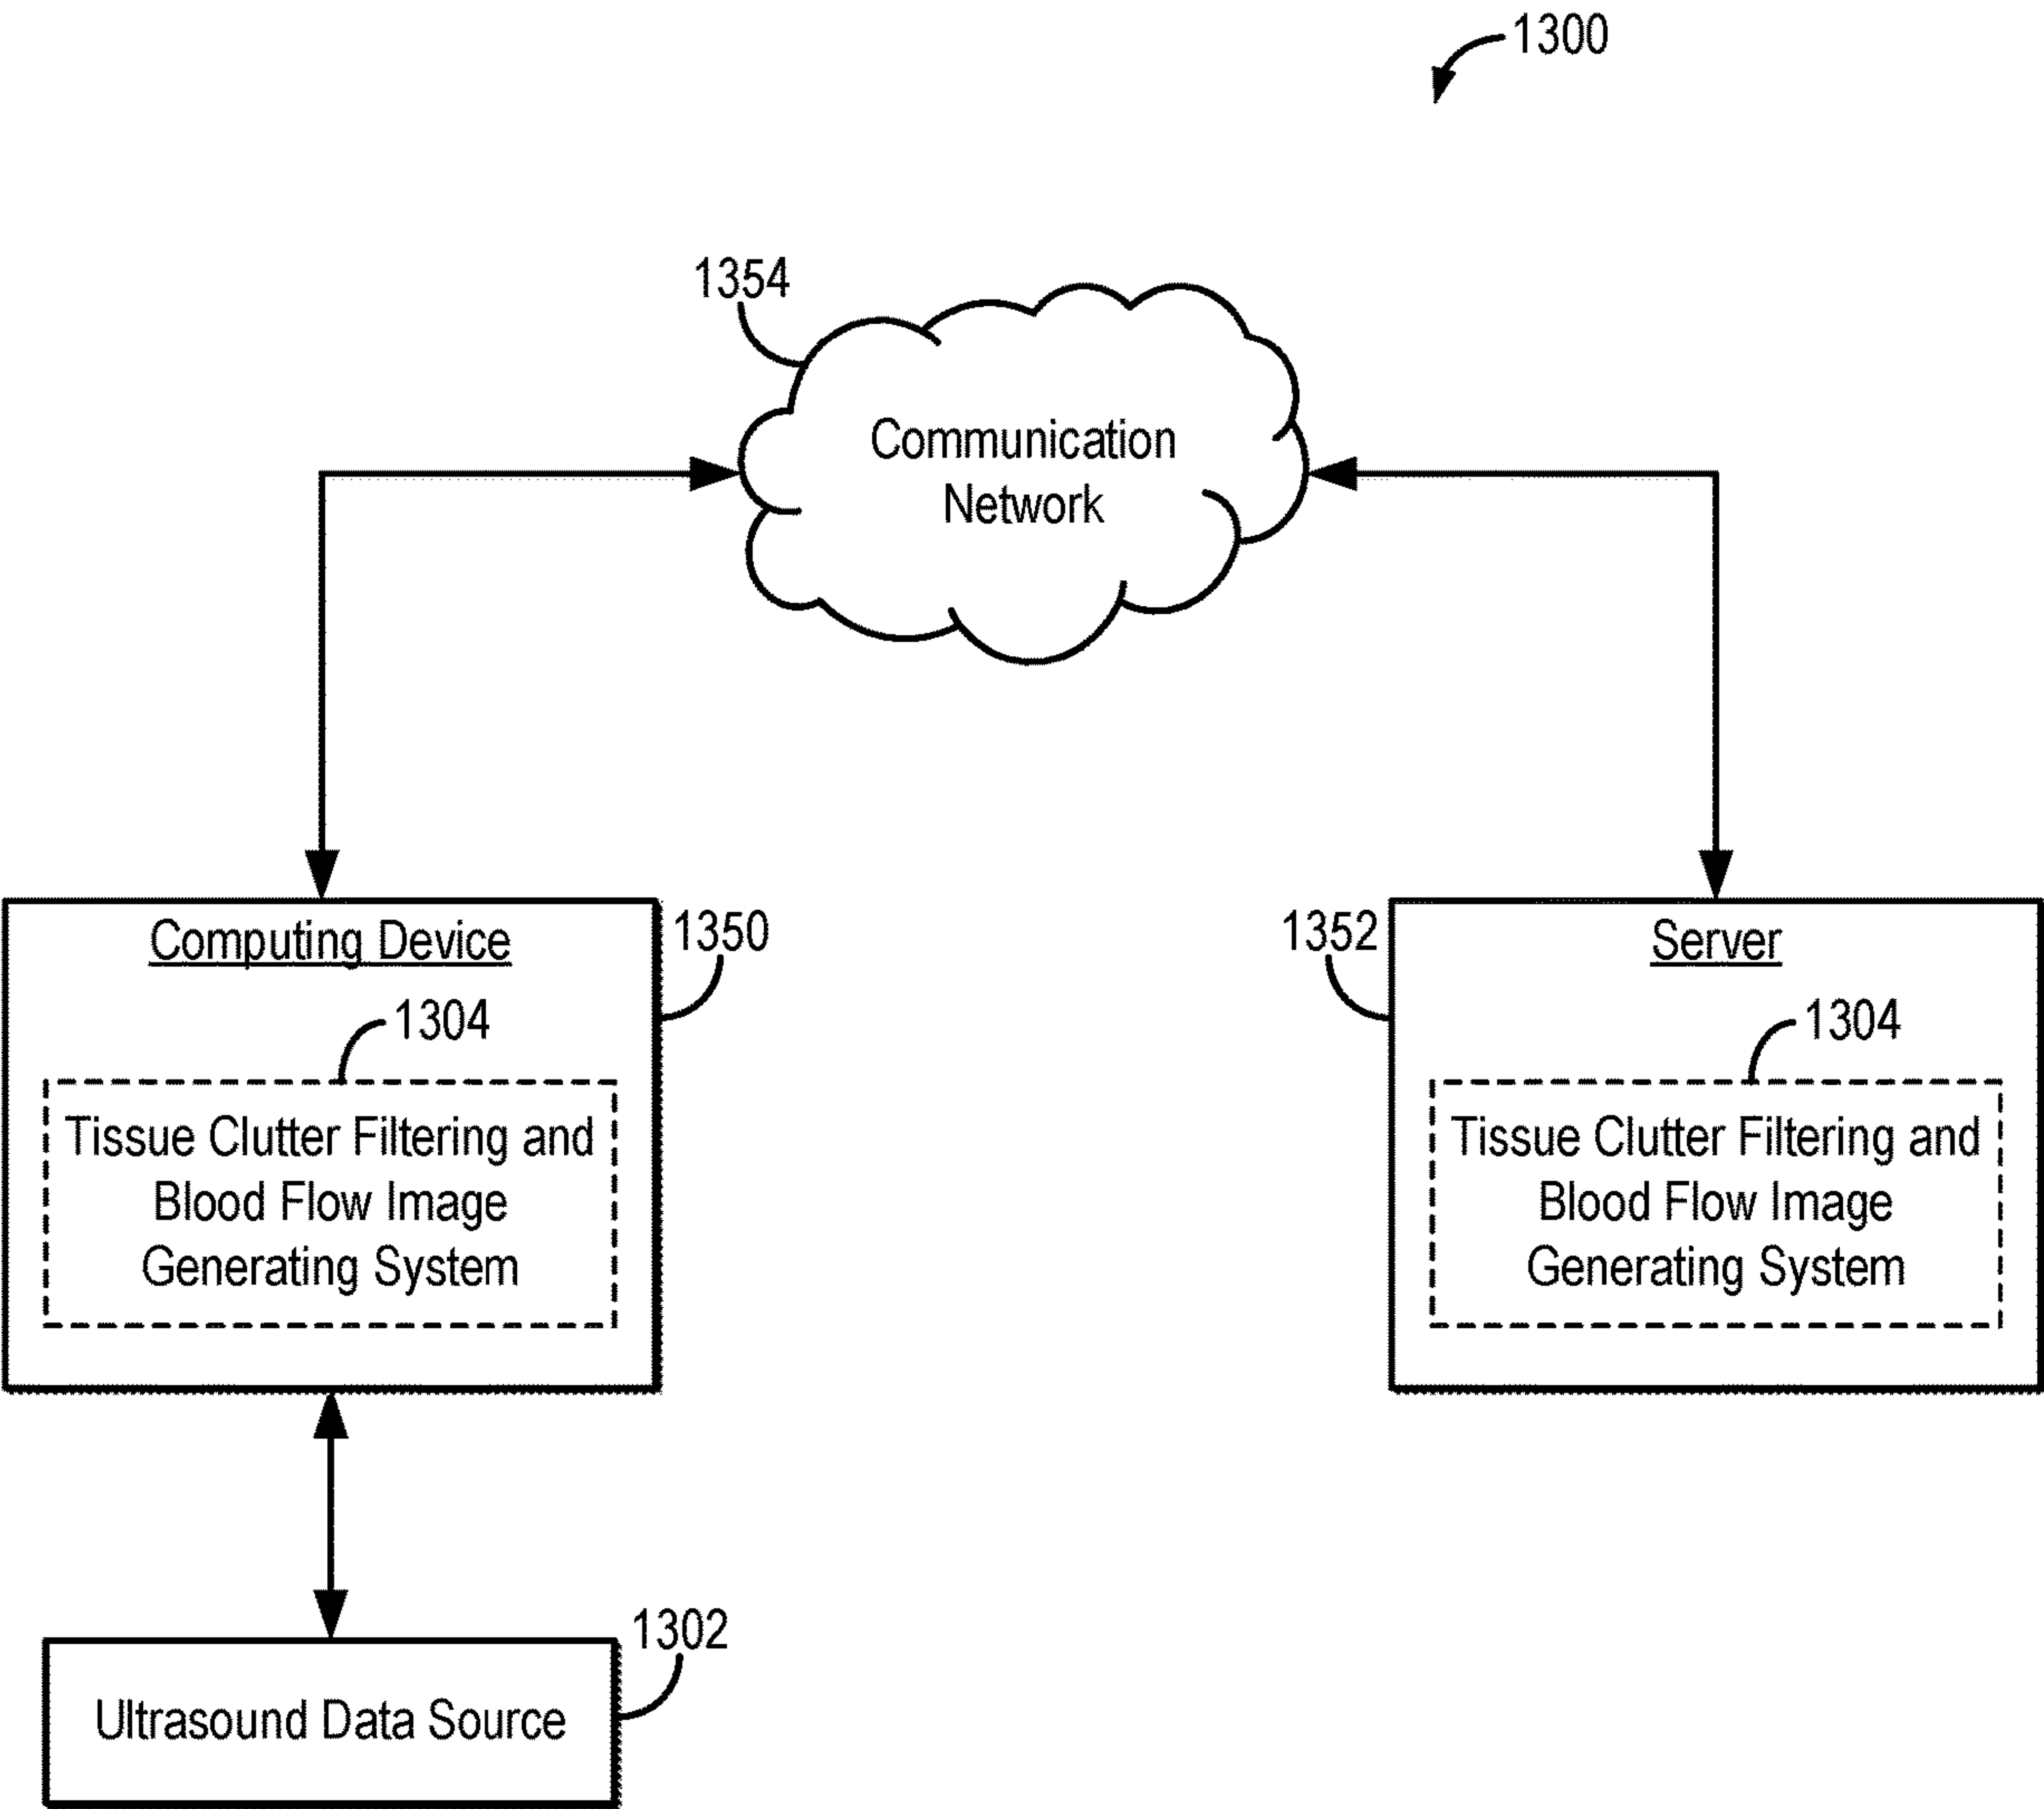 1300
1354
Communication
Network
Computing Device
1350
1304
Tissue Clutter Filtering and
Blood Flow Image
Generating System
1352
Server
1304
Tissue Clutter Filtering and
Blood Flow Image
Generating System
1302
Ultrasound Data Source